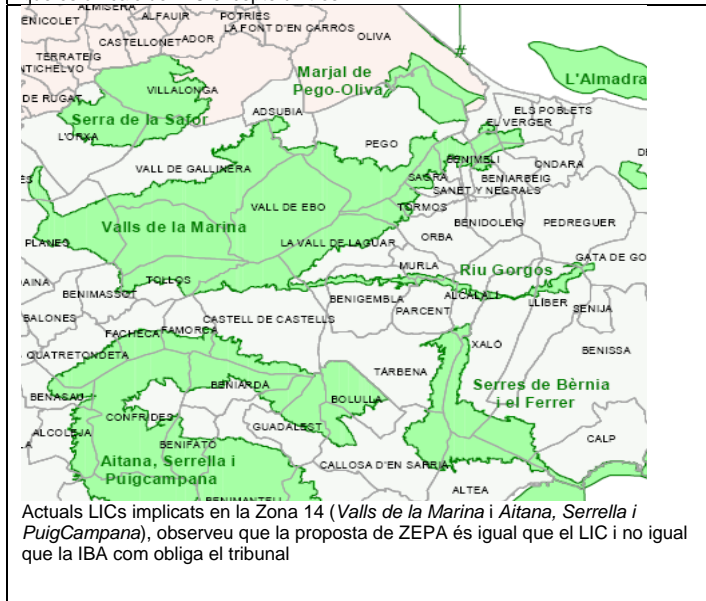 ENICOLET
ALMISERA
ALFAUIR
POTRIES
LA FONT D'EN CARRÒS
CASTELLONET
ADOR
OLIVA
#
TERRATEIG
NTICHELVO
Marjal de
Pego-Oliva
L'Almadra
DE RUGAT
VILLALONGA
ADSUBIA
ELS POBLETS
EL VERGER
Serra de la Safor
L'ORXA
PEGO
VALL DE GALLINERA
BENIMELI
ONDARA
SAGRA
BENIARBEIG
SANET Y NEGRALS
VALL DE EBO
TORMOS
Valls de la Marina
BENIDOLEIG
PEDREGUER
PLANES
LA VALL DE LAGUAR
ORBA
GATA DE GO
MURLA
Riu Gorgos
TOLLOS
AINA
BENIMASSOT
BENIGEMBLA
ALCALALI
LLÍBER
SENIJA
PARCENT
BALONES
CASTELL DE CASTELLS
FACHECA
FAMORCA
XALO
QUATRETONDETA
BENISSA
TARBENA
BENIARDA
Serres de Bèrnia
i el Ferrer
BENASAU
BOLULLA
CONFRIDES
GUADALEST
ALCOLEJA
CALP
BENIFATO
Aitana, Serrella i
Puigcampana
CALLOSA D'EN SARRIA
ALTEA
BENIMANTELL
Actuals LICs implicats en la Zona 14 (Valls de la Marina i Aitana, Serrella i
PuigCampana), observeu que la proposta de ZEPA és igual que el LIC i no igual
que la IBA com obliga el tribunal